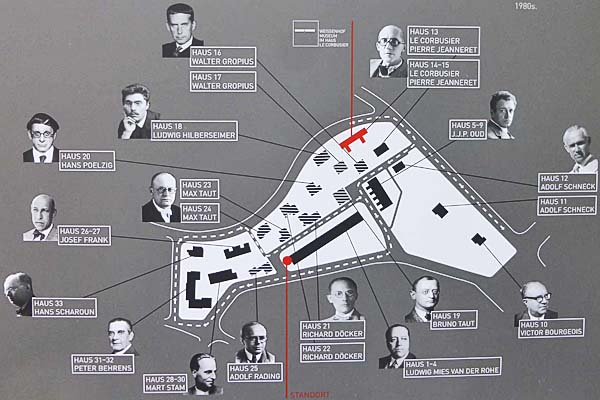 1980s.
WEISSENHOF
MUSEUM
IM HAUS
LE CORBUSIER
HAUS 13
LE CORBUSIER
PIERRE JEANNERET
HAUS 14–15
LE CORBUSIER
PIERRE JEANNERET
HAUS 16
WALTER GROPIUS
HAUS 17
WALTER GROPIUS
HAUS 18
LUDWIG HILBERSEIMER
HAUS 5-9
J.J.P. OUD
HAUS 20
HANS POELZIG
HAUS 12
ADOLF SCHNECK
HAUS 23
MAX TAUT
HAUS 24
MAX TAUT
HAUS 11
ADOLF SCHNECK
HAUS 26–27
JOSEF FRANK
HAUS 33
HANS SCHAROUN
HAUS 19
BRUNO TAUT
HAUS 10
VICTOR BOURGEOIS
HAUS 21
RICHARD DÖCKER
HAUS 22
RICHARD DÖCKER
HAUS 31–32
PETER BEHRENS
HAUS 25
ADOLF RADING
HAUS 1-4
LUDWIG MIES VAN DER ROHE
HAUS 28-30
MART STAM
STANDORT